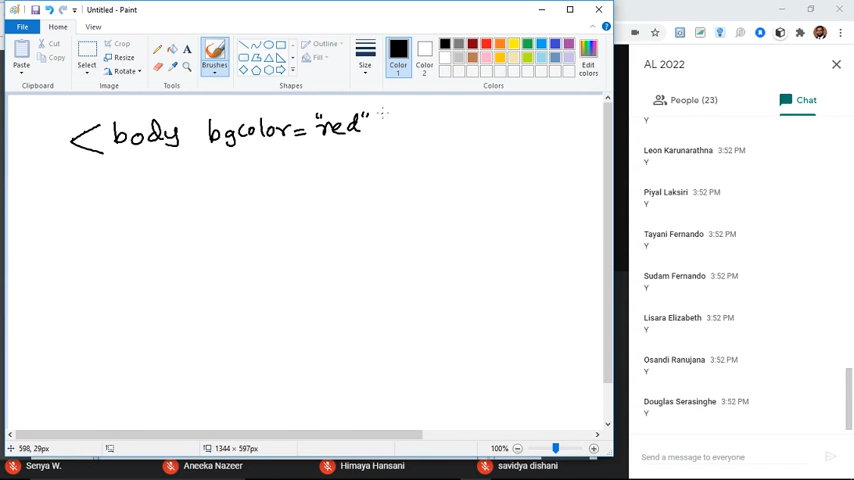 Untitled - Paint
File Home View
Paste Cut Copy Clipboard
Select Crop Resize Rotate Image
Tools
Brushes
Shapes Outline Fill
Size
Color 1 Color 2 Edit colors Colors
< body bgcolor= "red"
598, 29px 1344 × 597px 100%
AL 2022
People (23) Chat
3:52 PM
Y
Leon Karunarathna 3:52 PM
Y
Piyal Laksiri 3:52 PM
Y
Tayani Fernando 3:52 PM
Y
Sudam Fernando 3:52 PM
Y
Lisara Elizabeth 3:52 PM
Y
Osandi Ranujana 3:52 PM
Y
Douglas Serasinghe 3:52 PM
Y
Send a message to everyone
Senya W. Aneeka Nazeer Himaya Hansani savidya dishani